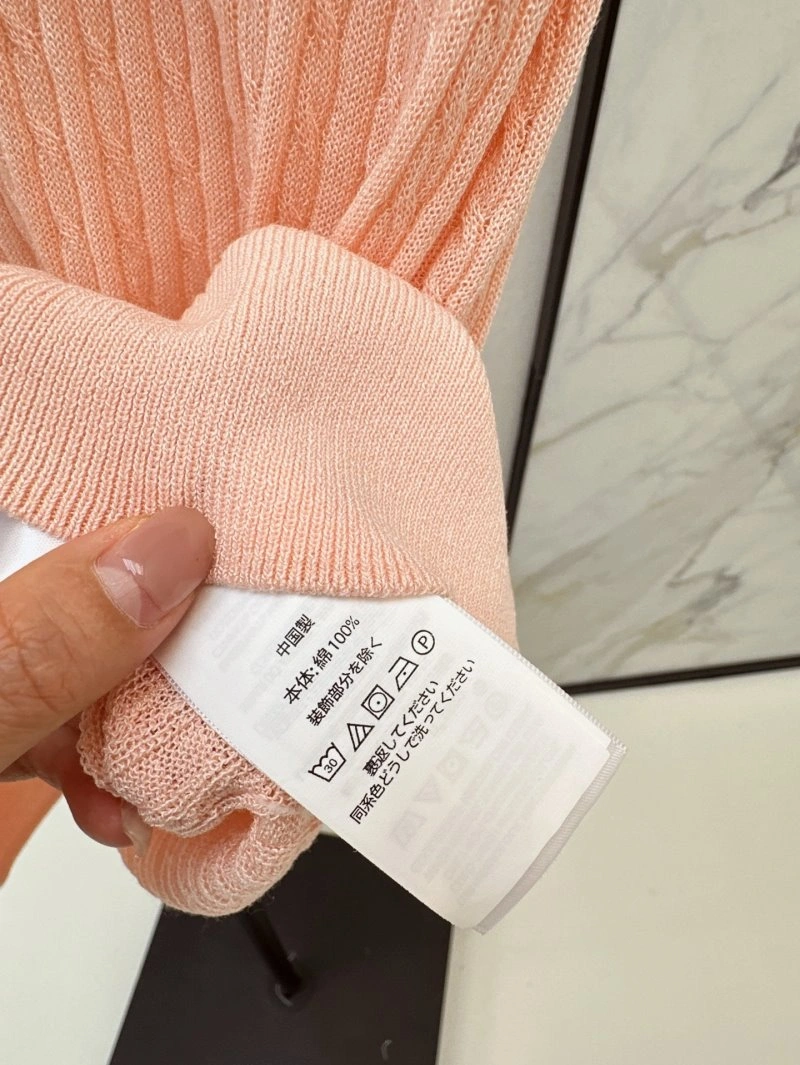 中国製
本体:綿100%
装飾部分を除く
30 P
裏返してください
同系色どうしで洗ってください